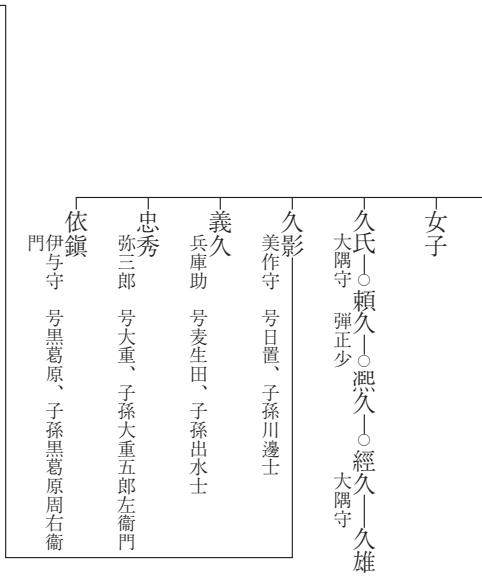 女子
久氏―○頼久―○凞久―○經久――久雄
大隅守　弾正少　大隅守
久影
美作守　号日置、子孫川邊士
義久
兵庫助　号麦生田、子孫出水士
忠秀
弥三郎　号大重、子孫大重五郎左衞門
依鎭
伊与守　号黒葛原、子孫黒葛原周右衞
門